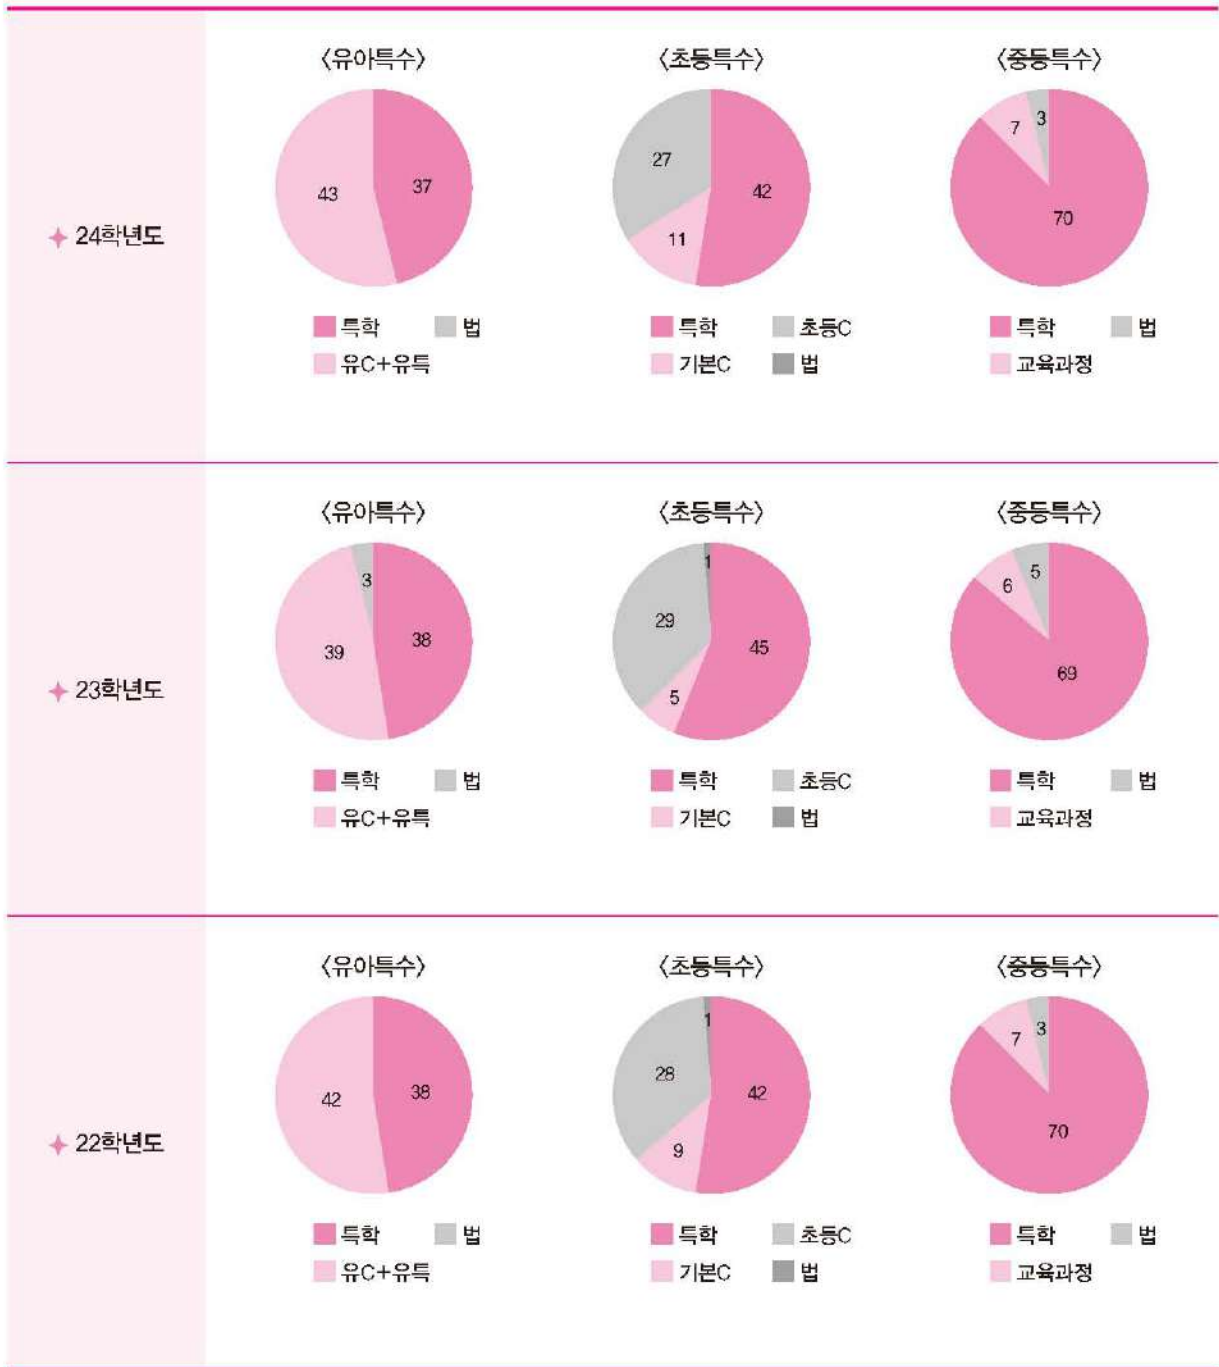 〈유아특수〉 〈초등특수〉 〈중등특수〉
43 37 27 42 11 7 3 70
24학년도
특학 법 특학 초등C 특학 법
유C+유특 기본C 법 교육과정
〈유아특수〉 〈초등특수〉 〈중등특수〉
3 39 38 1 29 45 5 6 5 69
23학년도
특학 법 특학 초등C 특학 법
유C+유특 기본C 법 교육과정
〈유아특수〉 〈초등특수〉 〈중등특수〉
42 38 1 28 42 9 7 3 70
22학년도
특학 법 특학 초등C 특학 법
유C+유특 기본C 법 교육과정